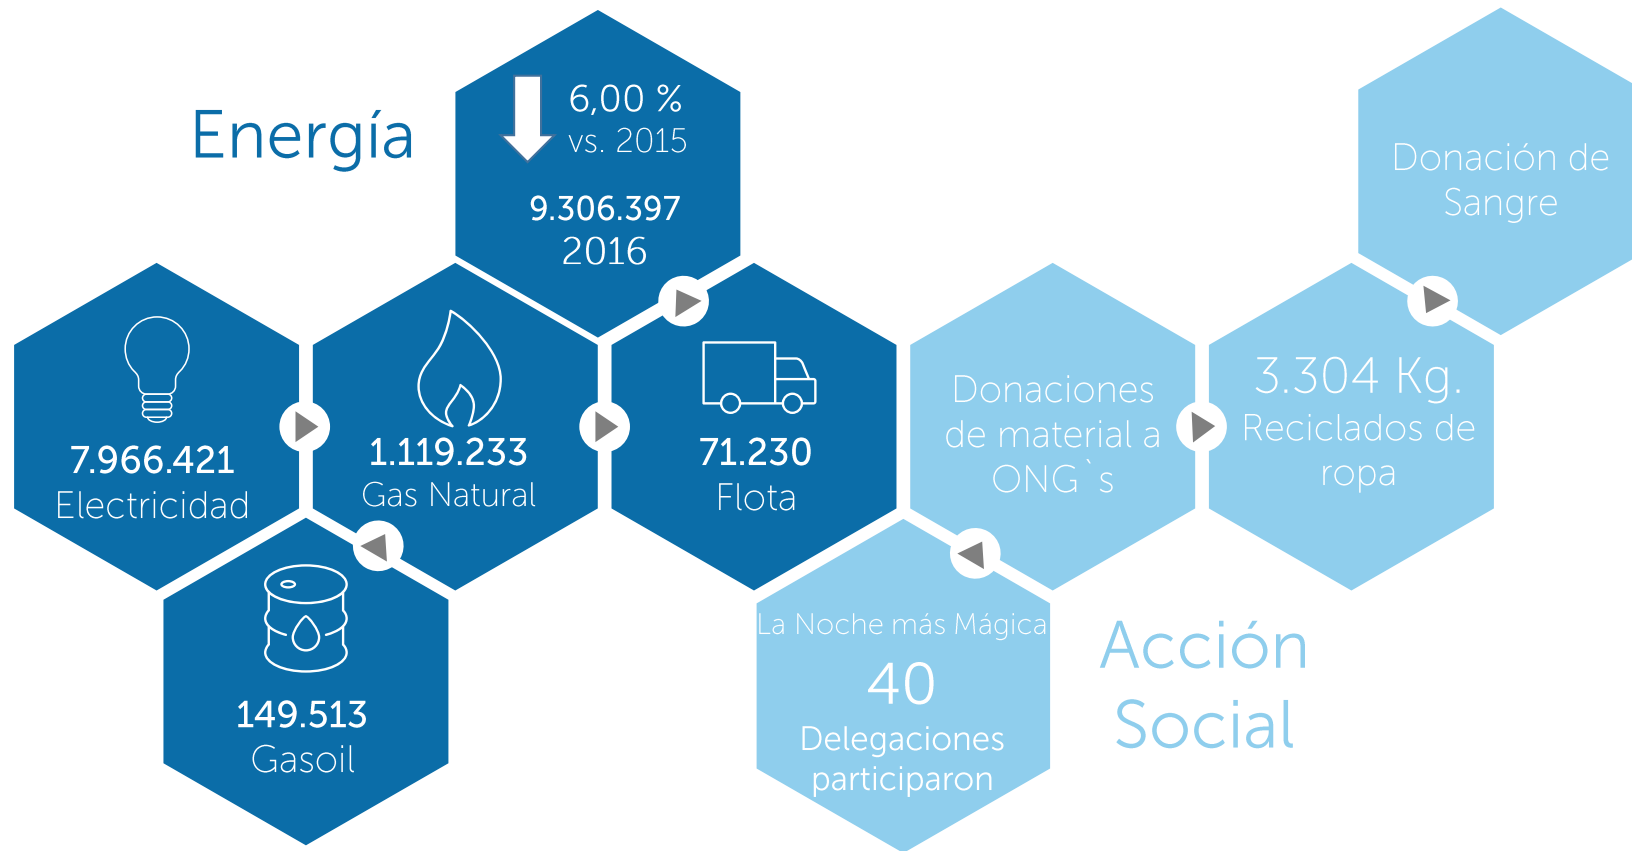 Energía
6,00 %
vs. 2015
9.306.397
2016
7.966.421
Electricidad
1.119.233
Gas Natural
71.230
Flota
149.513
Gasoil
Donación de
Sangre
Donaciones
de material a
ONG`s
3.304 Kg.
Reciclados de
ropa
La Noche más Mágica
40
Delegaciones
participaron
Acción
Social